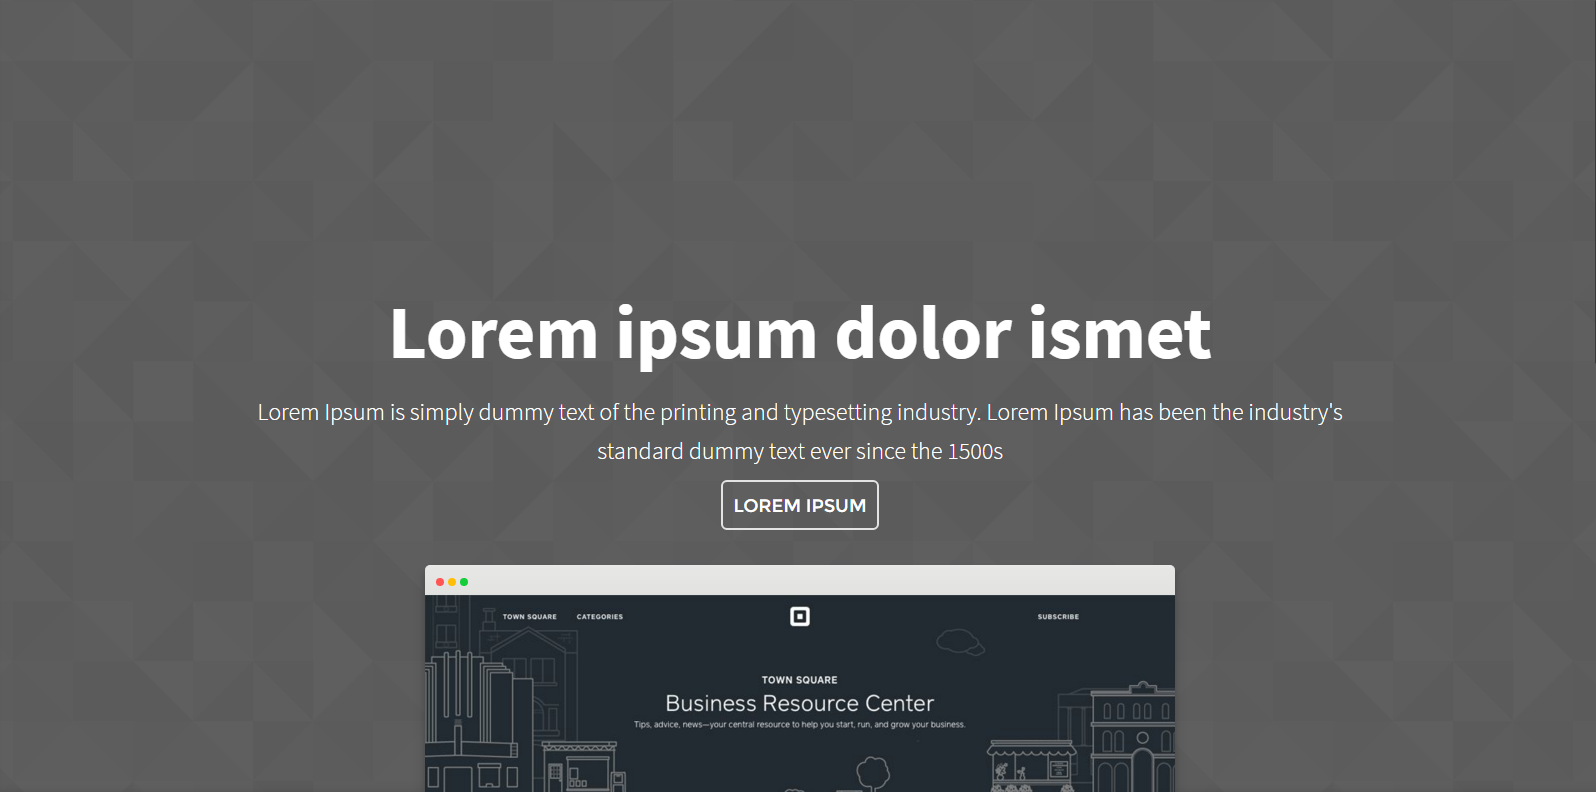 Lorem ipsum dolor ismet
Lorem Ipsum is simply dummy text of the printing and typesetting industry. Lorem Ipsum has been the industry's
standard dummy text ever since the 1500s
LOREM IPSUM
TOWN SQUARE CATEGORIES SUBSCRIBE
TOWN SQUARE
Business Resource Center
Tips, advice, news—your central resource to help you start, run, and grow your business.